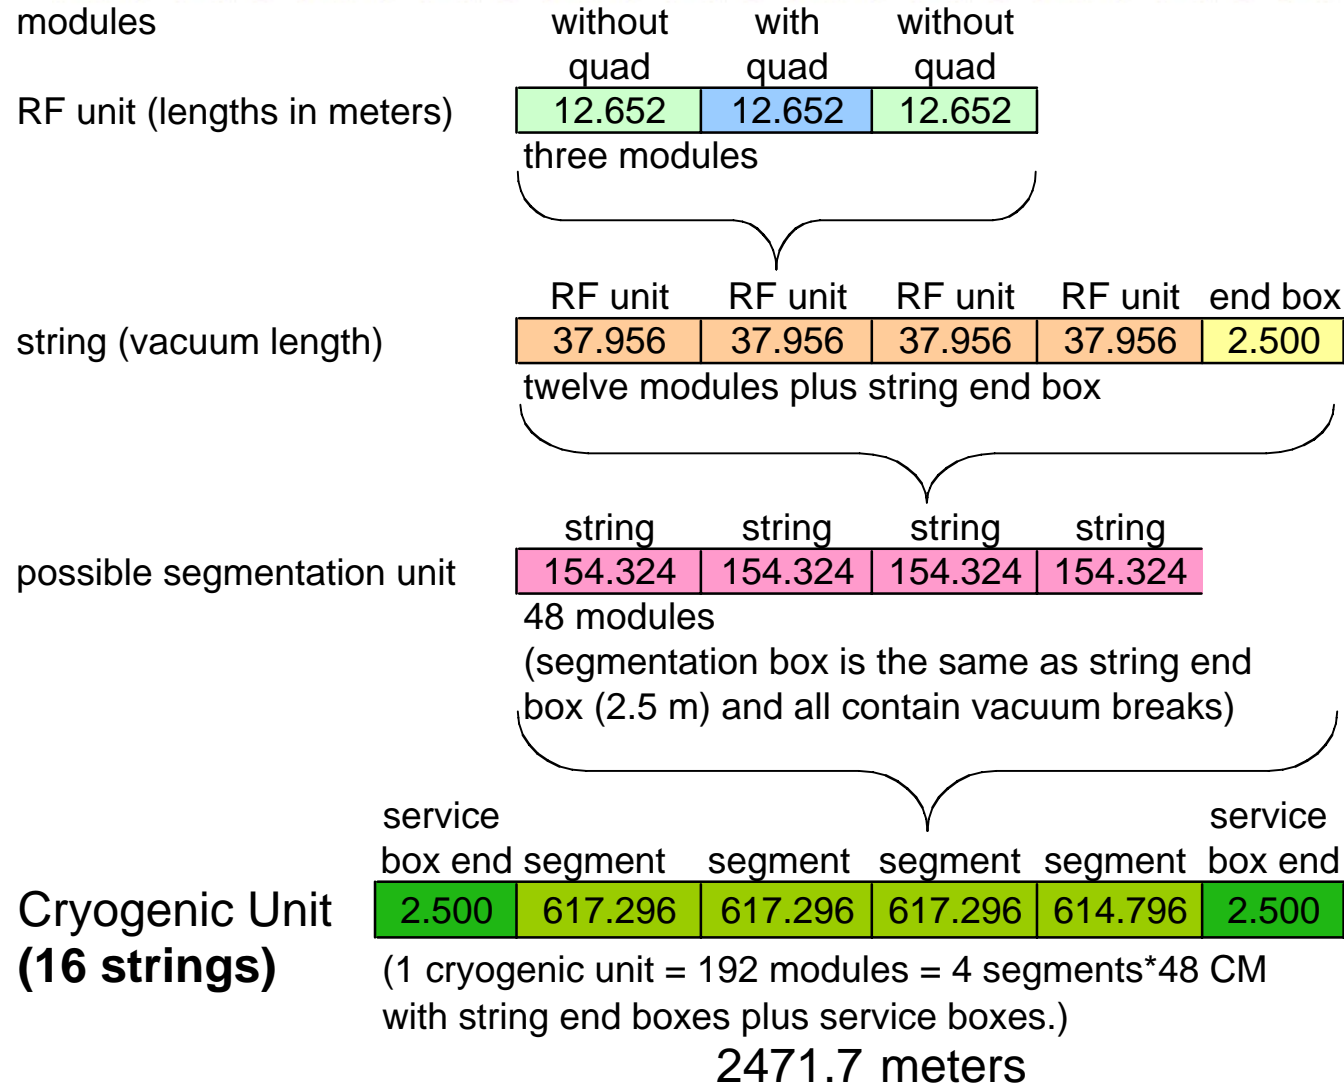 modules without with without
quad quad quad
RF unit (lengths in meters) 12.652 12.652 12.652
three modules
RF unit RF unit RF unit RF unit end box
string (vacuum length) 37.956 37.956 37.956 37.956 2.500
twelve modules plus string end box
string string string string
possible segmentation unit 154.324 154.324 154.324 154.324
48 modules
(segmentation box is the same as string end
box (2.5 m) and all contain vacuum breaks)
service service
box end segment segment segment segment box end
Cryogenic Unit 2.500 617.296 617.296 617.296 614.796 2.500
(16 strings) (1 cryogenic unit = 192 modules = 4 segments*48 CM
with string end boxes plus service boxes.)
2471.7 meters